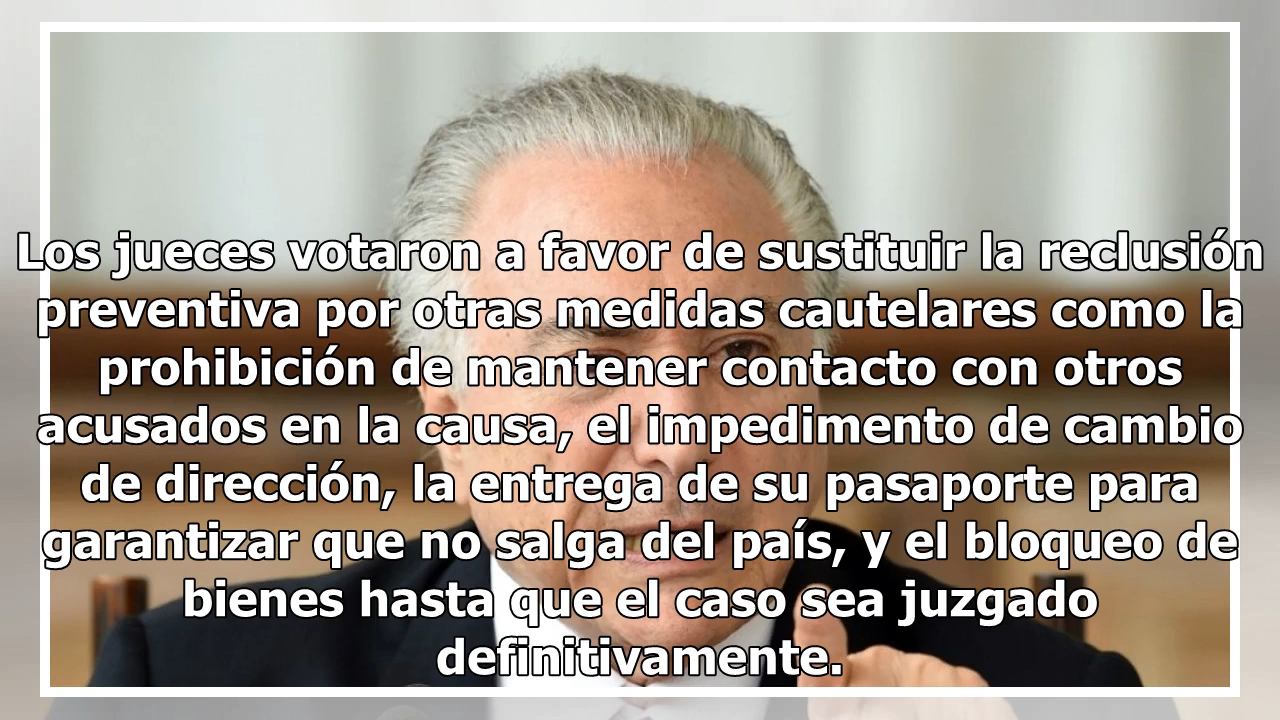 Los jueces votaron a favor de sustituir la reclusión
preventiva por otras medidas cautelares como la
prohibición de mantener contacto con otros
acusados en la causa, el impedimento de cambio
de dirección, la entrega de su pasaporte para
garantizar que no salga del país, y el bloqueo de
bienes hasta que el caso sea juzgado
definitivamente.